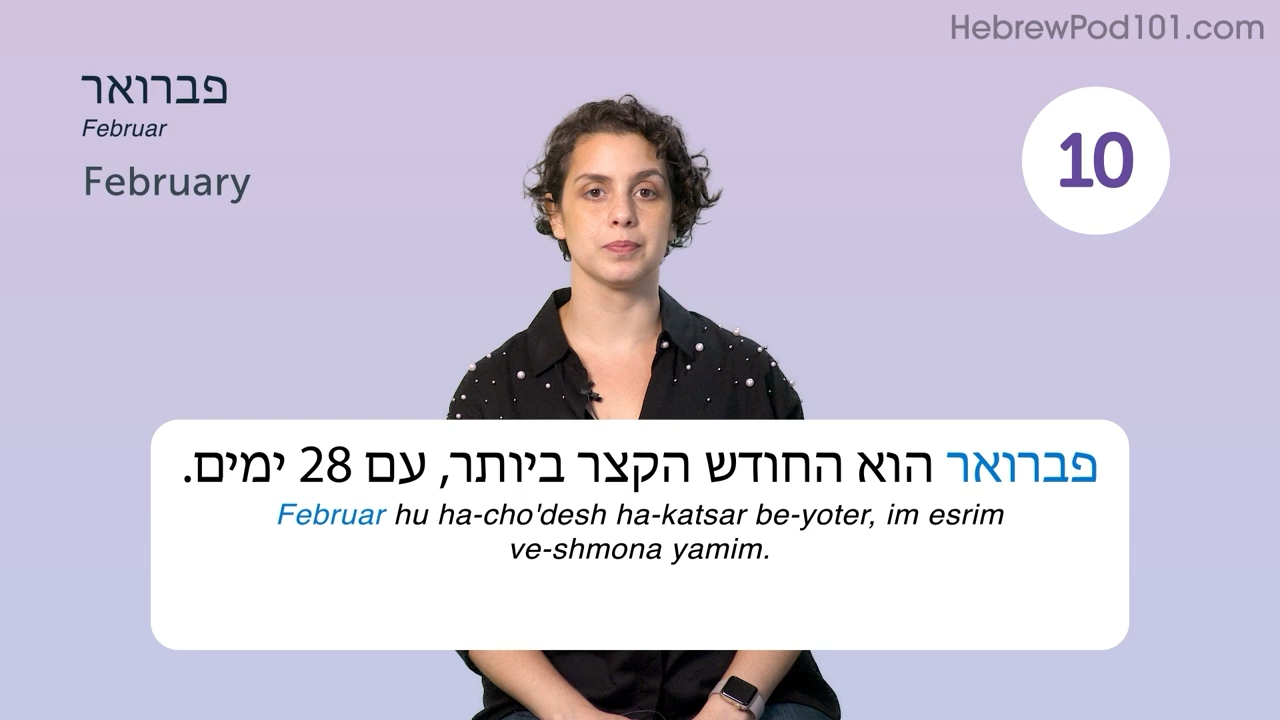 HebrewPod101.com
פברואר
Februar
February
10
פברואר הוא החודש הקצר ביותר, עם 28 ימים.
Februar hu ha-cho'desh ha-katsar be-yoter, im esrim
ve-shmona yamim.